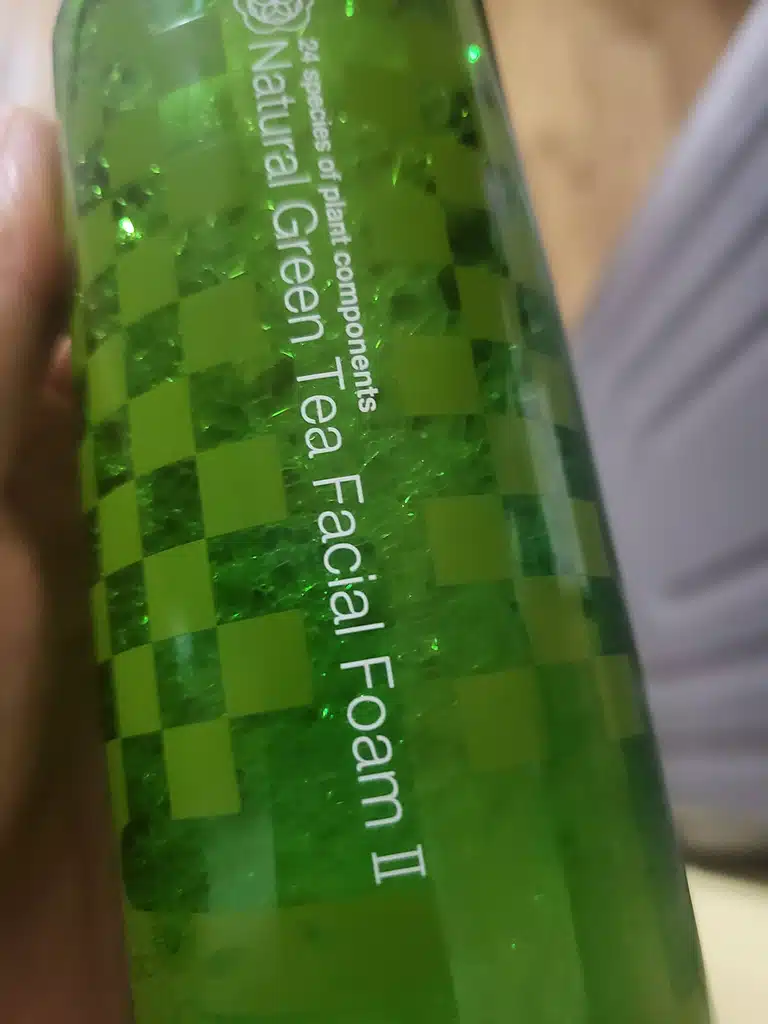 24 species of plant components
Natural Green Tea Facial Foam Ⅱ